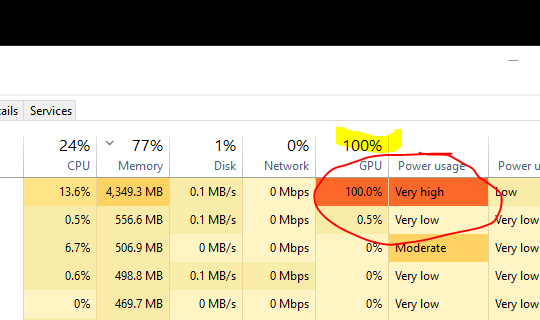 ails Services
24% 77% 1% 0% 100%
CPU Memory Disk Network GPU Power usage Power u
13.6% 4,349.3 MB 0.1 MB/s 0 Mbps 100.0% Very high Low
0.5% 556.6 MB 0.1 MB/s 0 Mbps 0.5% Very low Very low
6.7% 506.9 MB 0 MB/s 0 Mbps 0% Moderate Very low
0.6% 498.8 MB 0.1 MB/s 0 Mbps 0% Very low Very low
0% 469.7 MB 0 MB/s 0 Mbps 0% Very low Very low